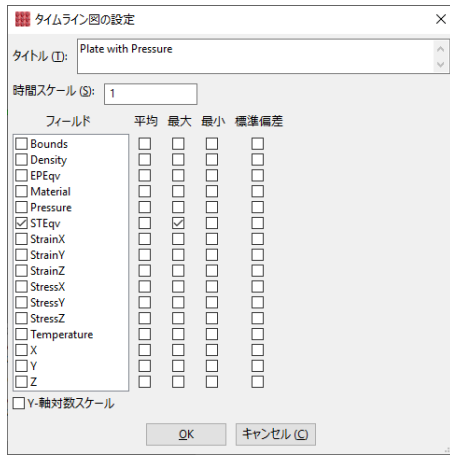 タイムライン図の設定
タイトル (T): Plate with Pressure
時間スケール (S): 1
フィールド 平均 最大 最小 標準偏差
Bounds
Density
EPEqv
Material
Pressure
STEqv
StrainX
StrainY
StrainZ
StressX
StressY
StressZ
Temperature
X
Y
Z
Y-軸対数スケール
OK キャンセル (C)